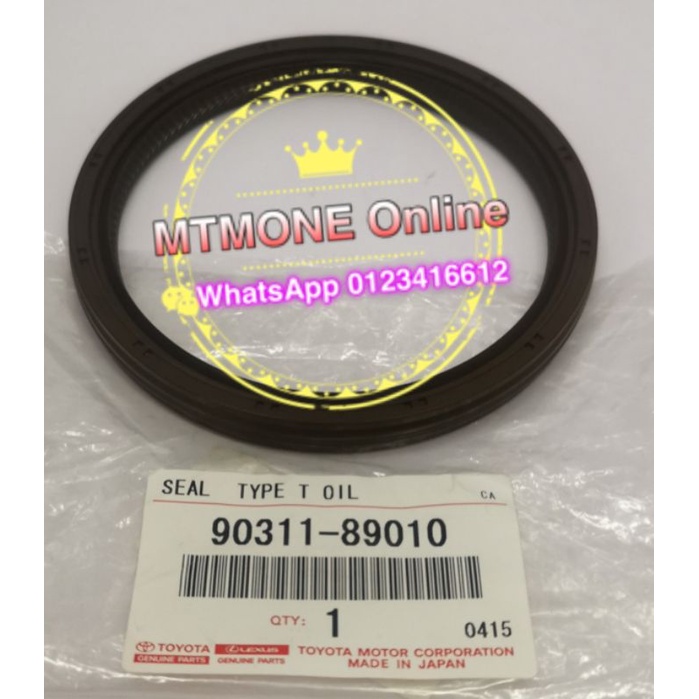 MTMONE Online
WhatsApp 0123416612
SEAL TYPE T OIL
CA
90311-89010
QTY: 1
0415
TOYOTA
GENUINE PARTS
LEXUS
GENUINE PARTS
TOYOTA MOTOR CORPORATION
MADE IN JAPAN